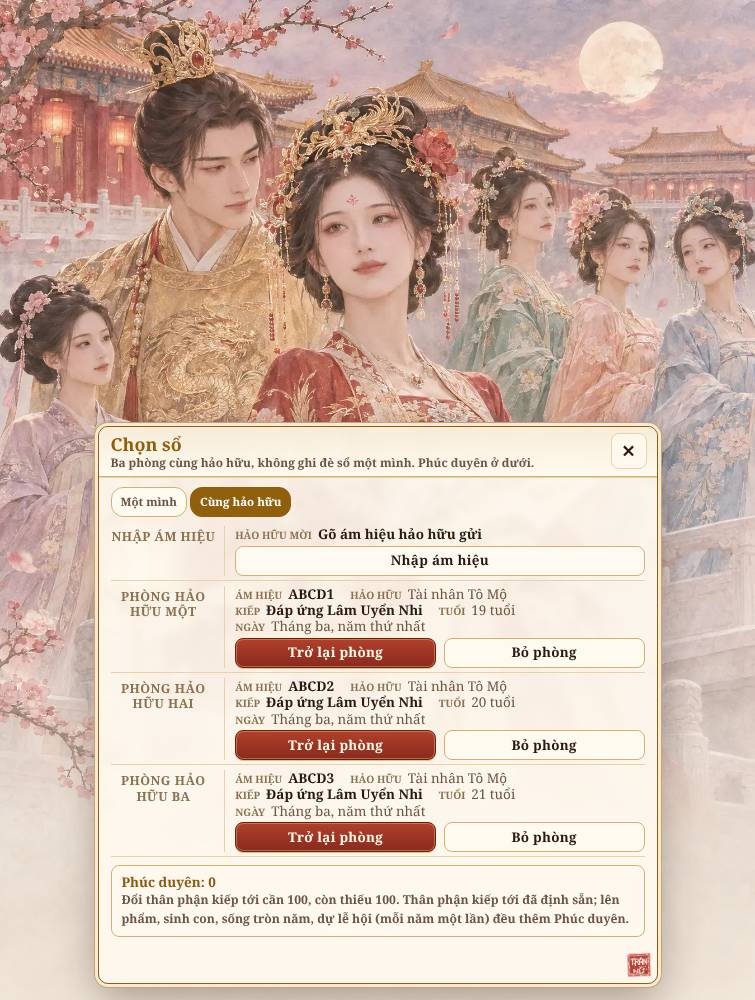 Chọn sổ
Ba phòng cùng hảo hữu, không ghi đè sổ một mình. Phúc duyên ở dưới.
✕
Một mình
Cùng hảo hữu
NHẬP ÁM HIỆU
HẢO HỮU MỜI Gõ ám hiệu hảo hữu gửi
Nhập ám hiệu
PHÒNG HẢO
HỮU MỘT
ÁM HIỆU ABCD1 HẢO HỮU Tài nhân Tô Mộ
KIẾP Đáp ứng Lâm Uyển Nhi TUỔI 19 tuổi
NGÀY Tháng ba, năm thứ nhất
Trở lại phòng
Bỏ phòng
PHÒNG HẢO
HỮU HAI
ÁM HIỆU ABCD2 HẢO HỮU Tài nhân Tô Mộ
KIẾP Đáp ứng Lâm Uyển Nhi TUỔI 20 tuổi
NGÀY Tháng ba, năm thứ nhất
Trở lại phòng
Bỏ phòng
PHÒNG HẢO
HỮU BA
ÁM HIỆU ABCD3 HẢO HỮU Tài nhân Tô Mộ
KIẾP Đáp ứng Lâm Uyển Nhi TUỔI 21 tuổi
NGÀY Tháng ba, năm thứ nhất
Trở lại phòng
Bỏ phòng
Phúc duyên: 0
Đổi thân phận kiếp tới cần 100, còn thiếu 100. Thân phận kiếp tới đã định sẵn; lên
phẩm, sinh con, sống tròn năm, dự lễ hội (mỗi năm một lần) đều thêm Phúc duyên.